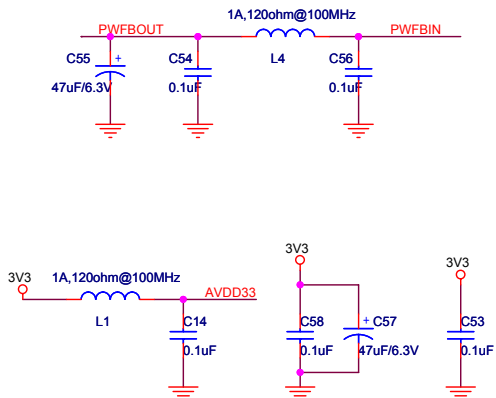 1A,120ohm@100MHz
PWFBOUT
PWFBIN
C55
+
C54
L4
C56
47uF/6.3V
0.1uF
0.1uF
3V3
3V3
3V3
1A,120ohm@100MHz
AVDD33
L1
C14
C58
+
C57
C53
0.1uF
0.1uF
47uF/6.3V
0.1uF